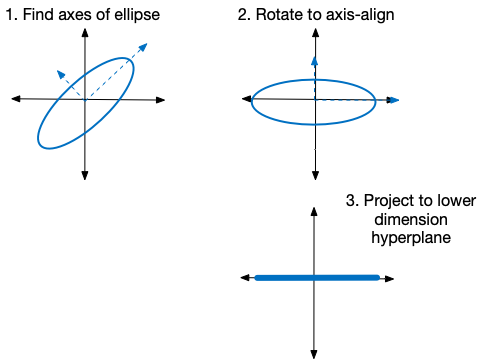 1. Find axes of ellipse
2. Rotate to axis-align
3. Project to lower
dimension
hyperplane